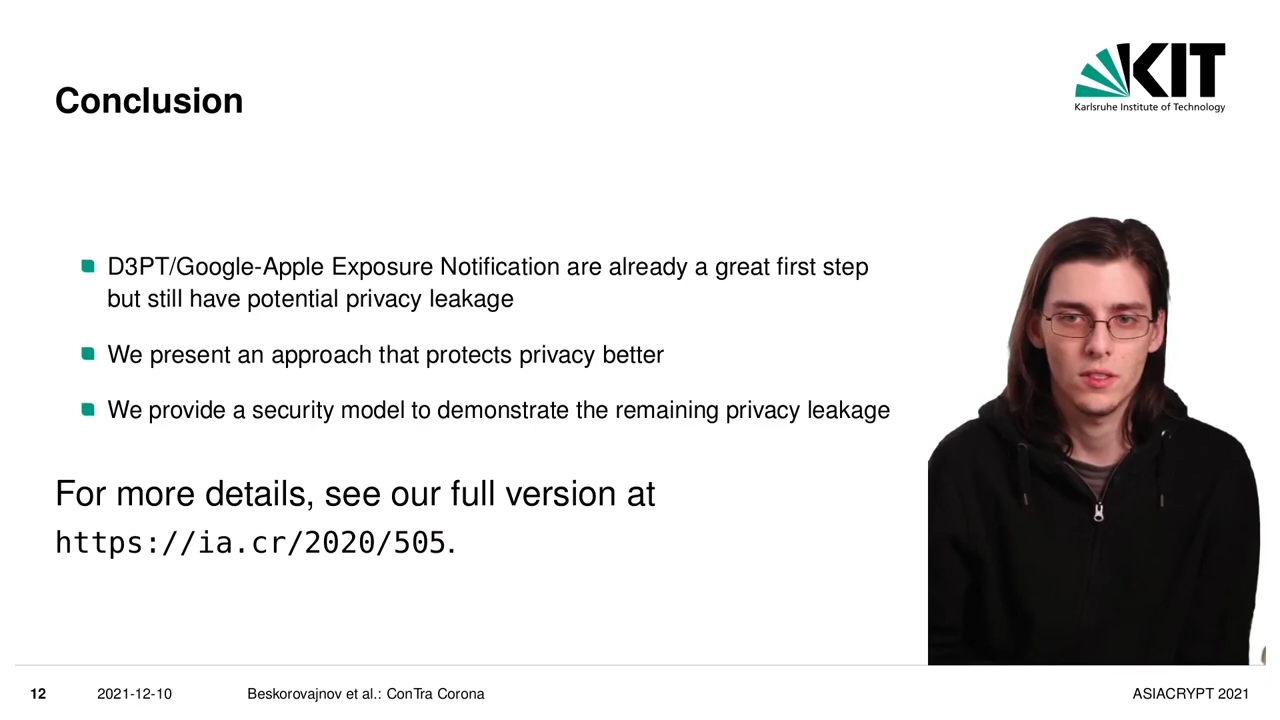 Conclusion
KIT
Karlsruhe Institute of Technology
D3PT/Google-Apple Exposure Notification are already a great first step
but still have potential privacy leakage
We present an approach that protects privacy better
We provide a security model to demonstrate the remaining privacy leakage
For more details, see our full version at
https://ia.cr/2020/505.
12 2021-12-10 Beskorovajnov et al.: ConTra Corona ASIACRYPT 2021